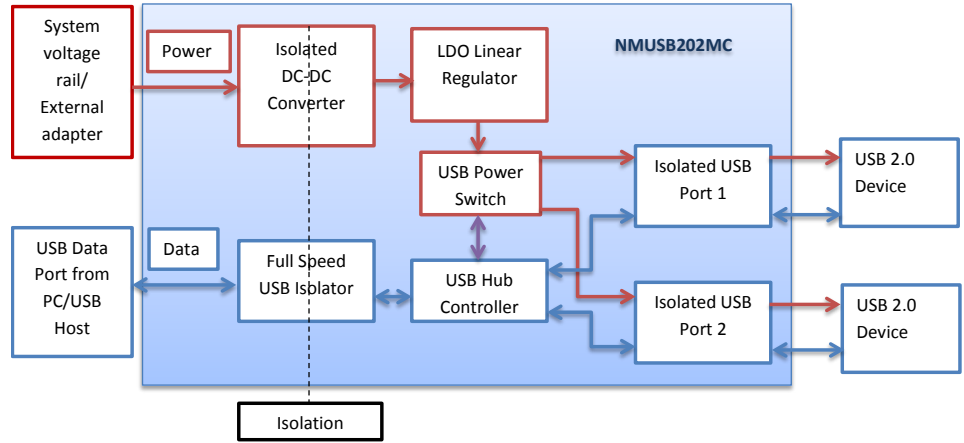 System
voltage
rail/
External
adapter
Power
Isolated
DC-DC
Converter
LDO Linear
Regulator
NMUSB202MC
USB Power
Switch
Isolated USB
Port 1
USB 2.0
Device
USB Data
Port from
PC/USB
Host
Data
Full Speed
USB Isolator
USB Hub
Controller
Isolated USB
Port 2
USB 2.0
Device
Isolation